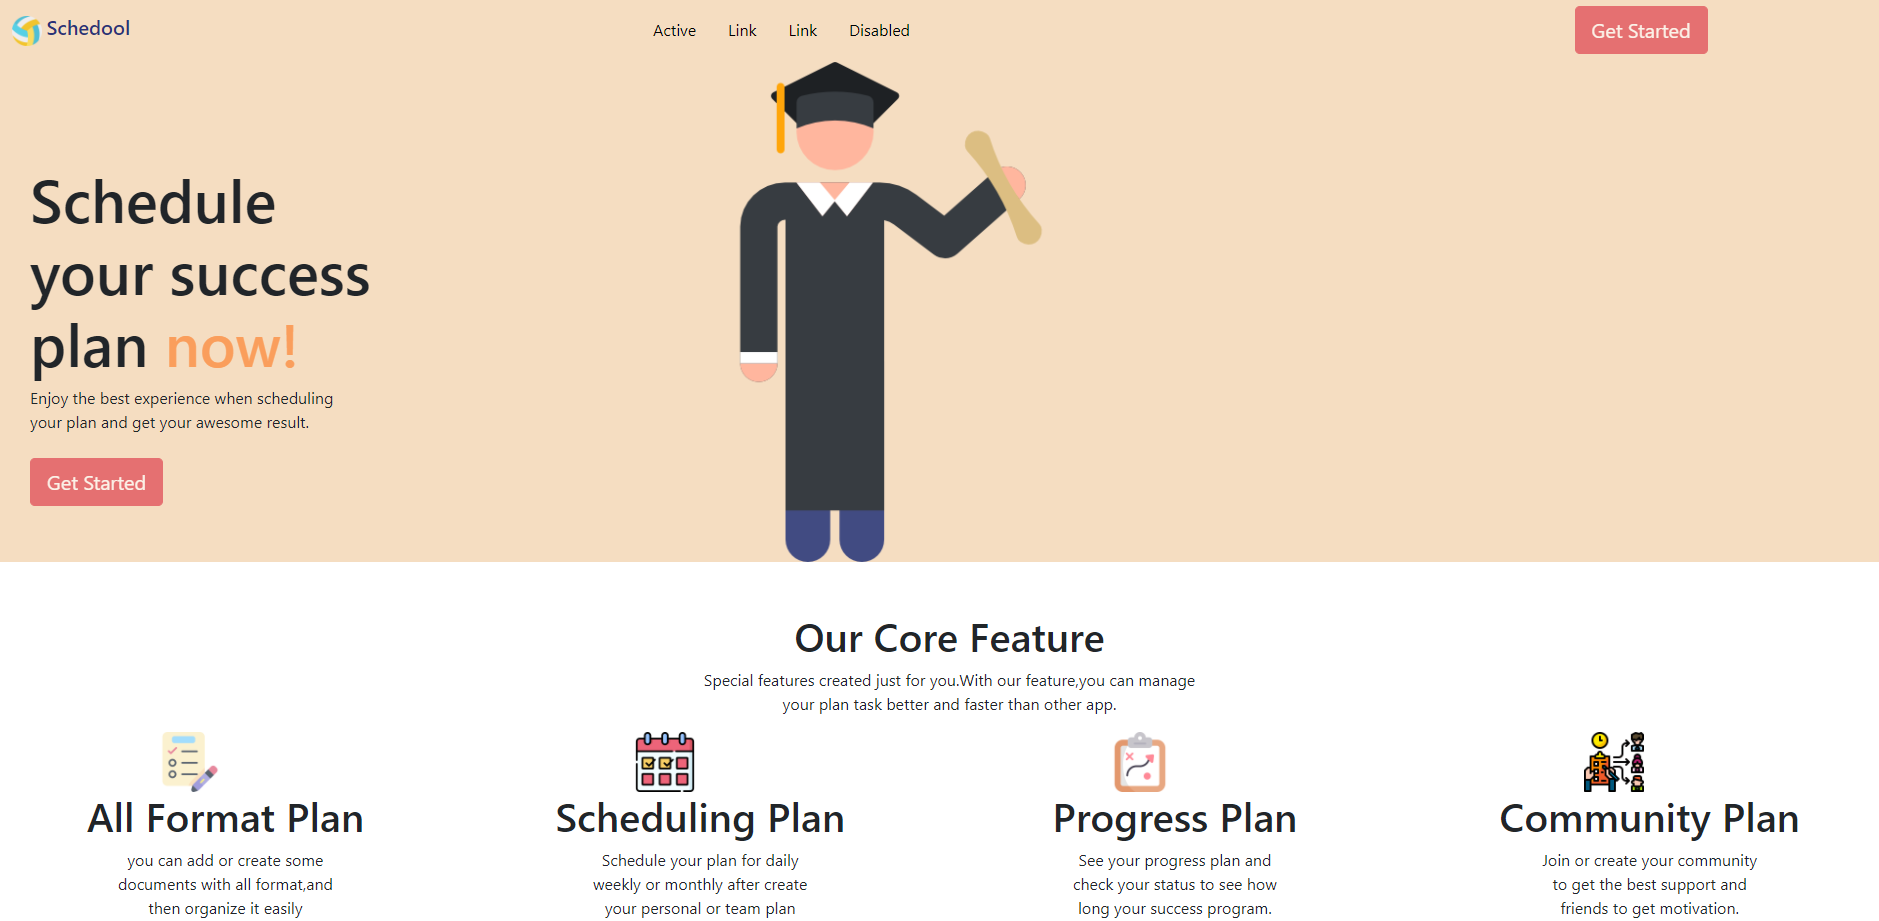 Schedool
Active Link Link Disabled
Get Started
Schedule
your success
plan now!
Enjoy the best experience when scheduling
your plan and get your awesome result.
Get Started
Our Core Feature
Special features created just for you.With our feature,you can manage
your plan task better and faster than other app.
All Format Plan
you can add or create some
documents with all format,and
then organize it easily
Scheduling Plan
Schedule your plan for daily
weekly or monthly after create
your personal or team plan
Progress Plan
See your progress plan and
check your status to see how
long your success program.
Community Plan
Join or create your community
to get the best support and
friends to get motivation.